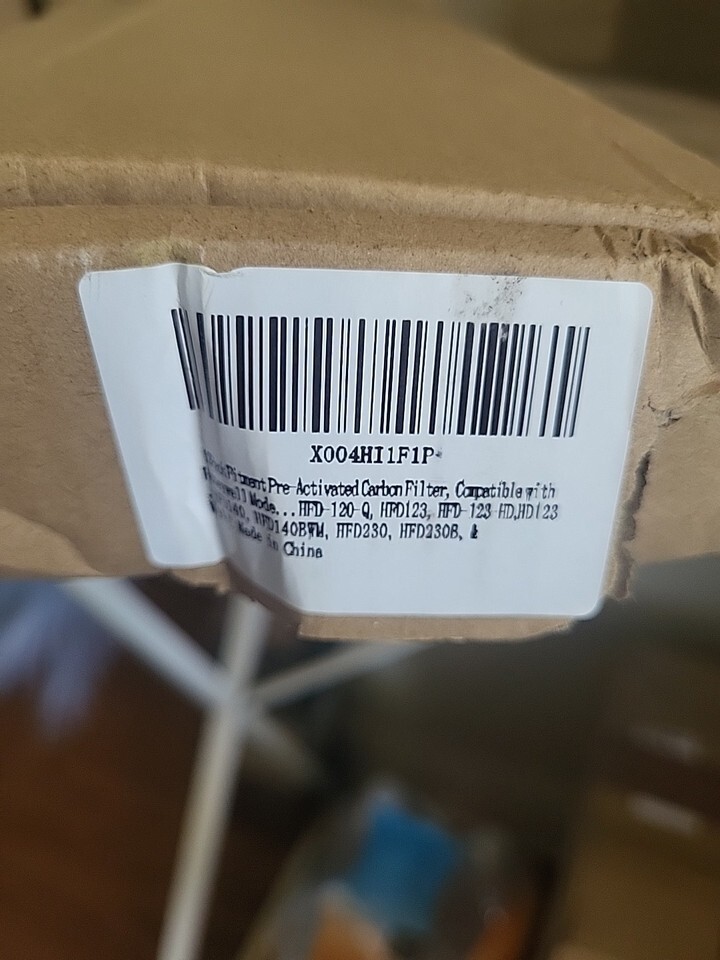 X004HI1F1P
Pre-Activated Carbon Filter, Compatible with
Mode...HFD-120-Q, HFD123, HFD-123-HD,HD123
HFD230, HFD230B, &
Made in China